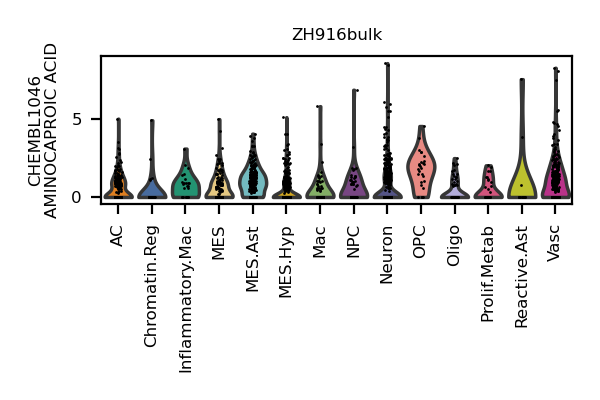 ZH916bulk
CHEMBL1046
AMINOCAPROIC ACID
5
0
AC
Chromatin.Reg
Inflammatory.Mac
MES
MES.Ast
MES.Hyp
Mac
NPC
Neuron
OPC
Oligo
Prolif.Metab
Reactive.Ast
Vasc